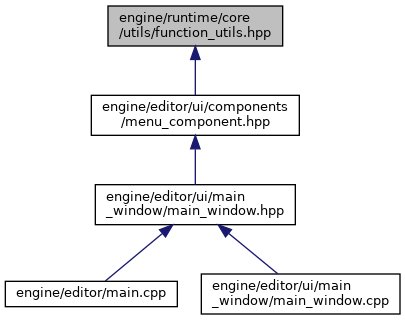 engine/runtime/core
/utils/function_utils.hpp
engine/editor/ui/components
/menu_component.hpp
engine/editor/ui/main
_window/main_window.hpp
engine/editor/main.cpp
engine/editor/ui/main
_window/main_window.cpp